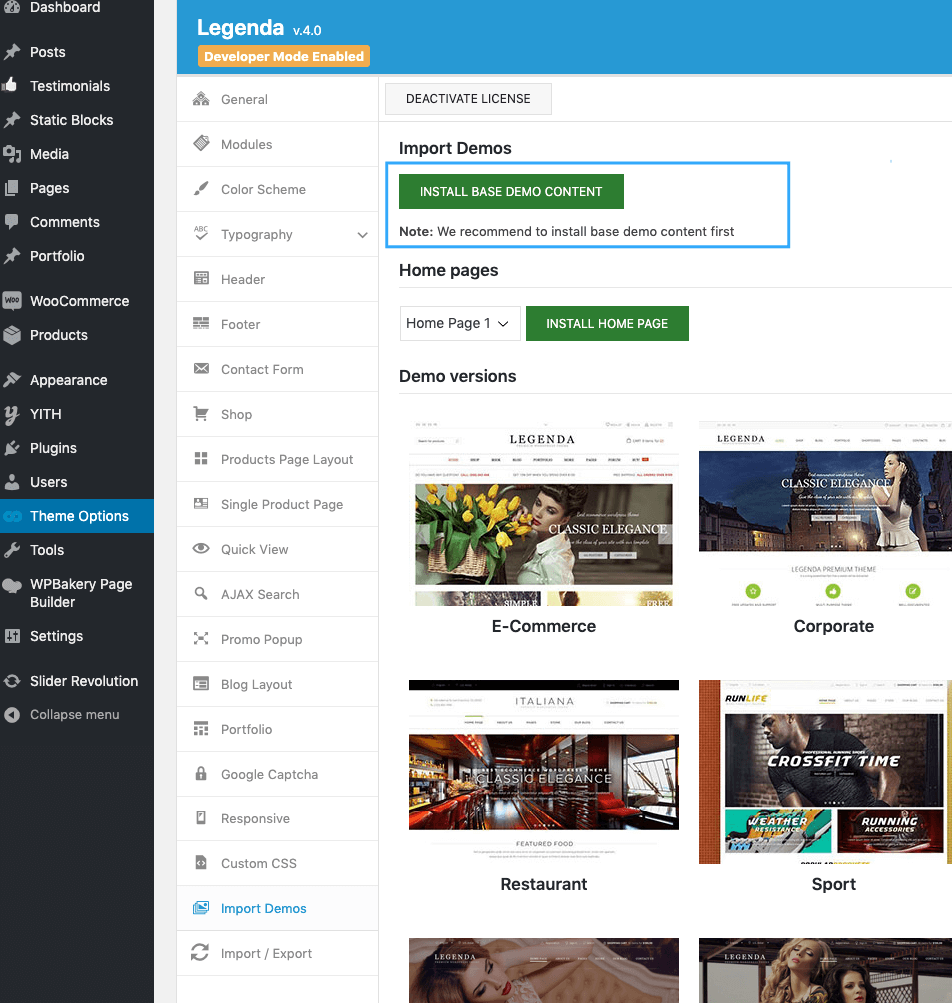 Dashboard
Posts
Testimonials
Static Blocks
Media
Pages
Comments
Portfolio
WooCommerce
Products
Appearance
YITH
Plugins
Users
Theme Options
Tools
WPBakery Page
Builder
Settings
Slider Revolution
Collapse menu
Legenda v.4.0
Developer Mode Enabled
General
Modules
Color Scheme
ABC
Typography
Header
Footer
Contact Form
Shop
Products Page Layout
Single Product Page
Quick View
AJAX Search
Promo Popup
Blog Layout
Portfolio
Google Captcha
Responsive
Custom CSS
Import Demos
Import / Export
DEACTIVATE LICENSE
Import Demos
INSTALL BASE DEMO CONTENT
Note: We recommend to install base demo content first
Home pages
Home Page 1
INSTALL HOME PAGE
Demo versions
LEGENDA
CLASSIC ELEGANCE
SIMPLE
FREE
E-Commerce
LEGENDA
CLASSIC ELEGANCE
LEGENDA PREMIUM THEME
Corporate
ITALIANA
CLASSIC ELEGANCE
FEATURED FOOD
Restaurant
RUNLIFE
PROFESSIONAL RUNNING SHOES
CROSSFIT TIME
WEATHER
RESISTANCE
RUNNING
ACCESSORIES
Sport
LEGENDA
LEGENDA